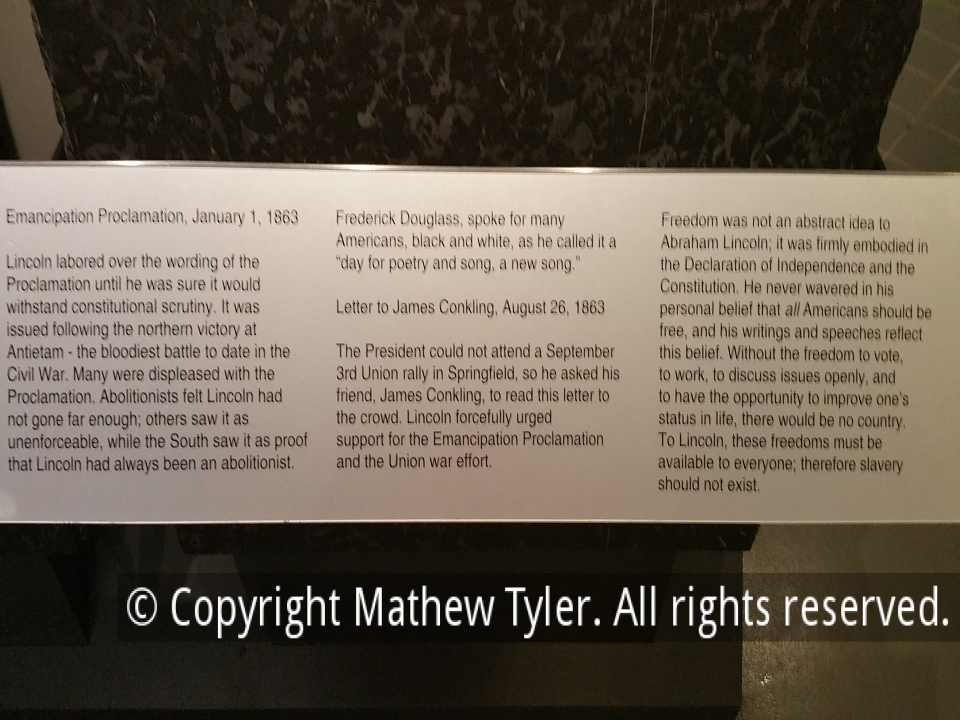 Emancipation Proclamation, January 1, 1863
Lincoln labored over the wording of the
Proclamation until he was sure it would
withstand constitutional scrutiny. It was
issued following the northern victory at
Antietam - the bloodiest battle to date in the
Civil War. Many were displeased with the
Proclamation. Abolitionists felt Lincoln had
not gone far enough; others saw it as
unenforceable, while the South saw it as proof
that Lincoln had always been an abolitionist.
Frederick Douglass, spoke for many
Americans, black and white, as he called it a
“day for poetry and song, a new song.”
Letter to James Conkling, August 26, 1863
The President could not attend a September
3rd Union rally in Springfield, so he asked his
friend, James Conkling, to read this letter to
the crowd. Lincoln forcefully urged
support for the Emancipation Proclamation
and the Union war effort.
Freedom was not an abstract idea to
Abraham Lincoln; it was firmly embodied in
the Declaration of Independence and the
Constitution. He never wavered in his
personal belief that all Americans should be
free, and his writings and speeches reflect
this belief. Without the freedom to vote,
to work, to discuss issues openly, and
to have the opportunity to improve one's
status in life, there would be no country.
To Lincoln, these freedoms must be
available to everyone; therefore slavery
should not exist.
© Copyright Mathew Tyler. All rights reserved.